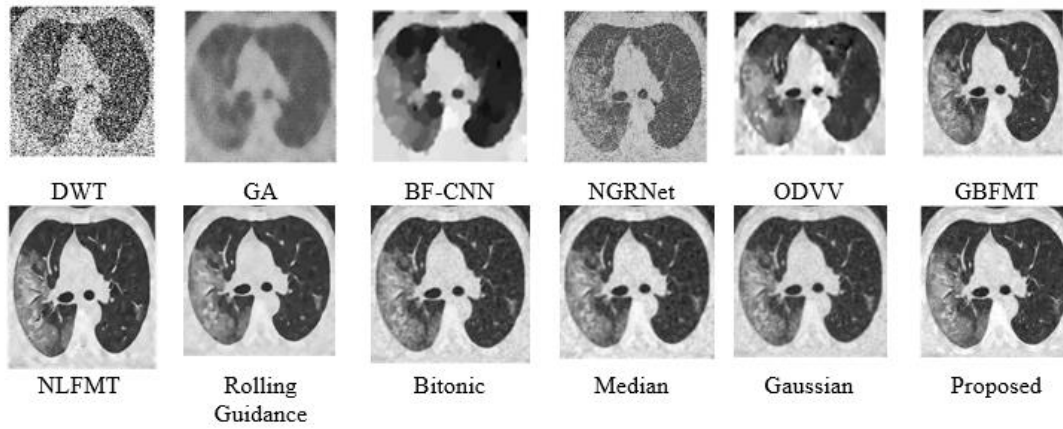 DWT GA BF-CNN NGRNet ODVV GBFMT
NLFMT Rolling Guidance Bitonic Median Gaussian Proposed